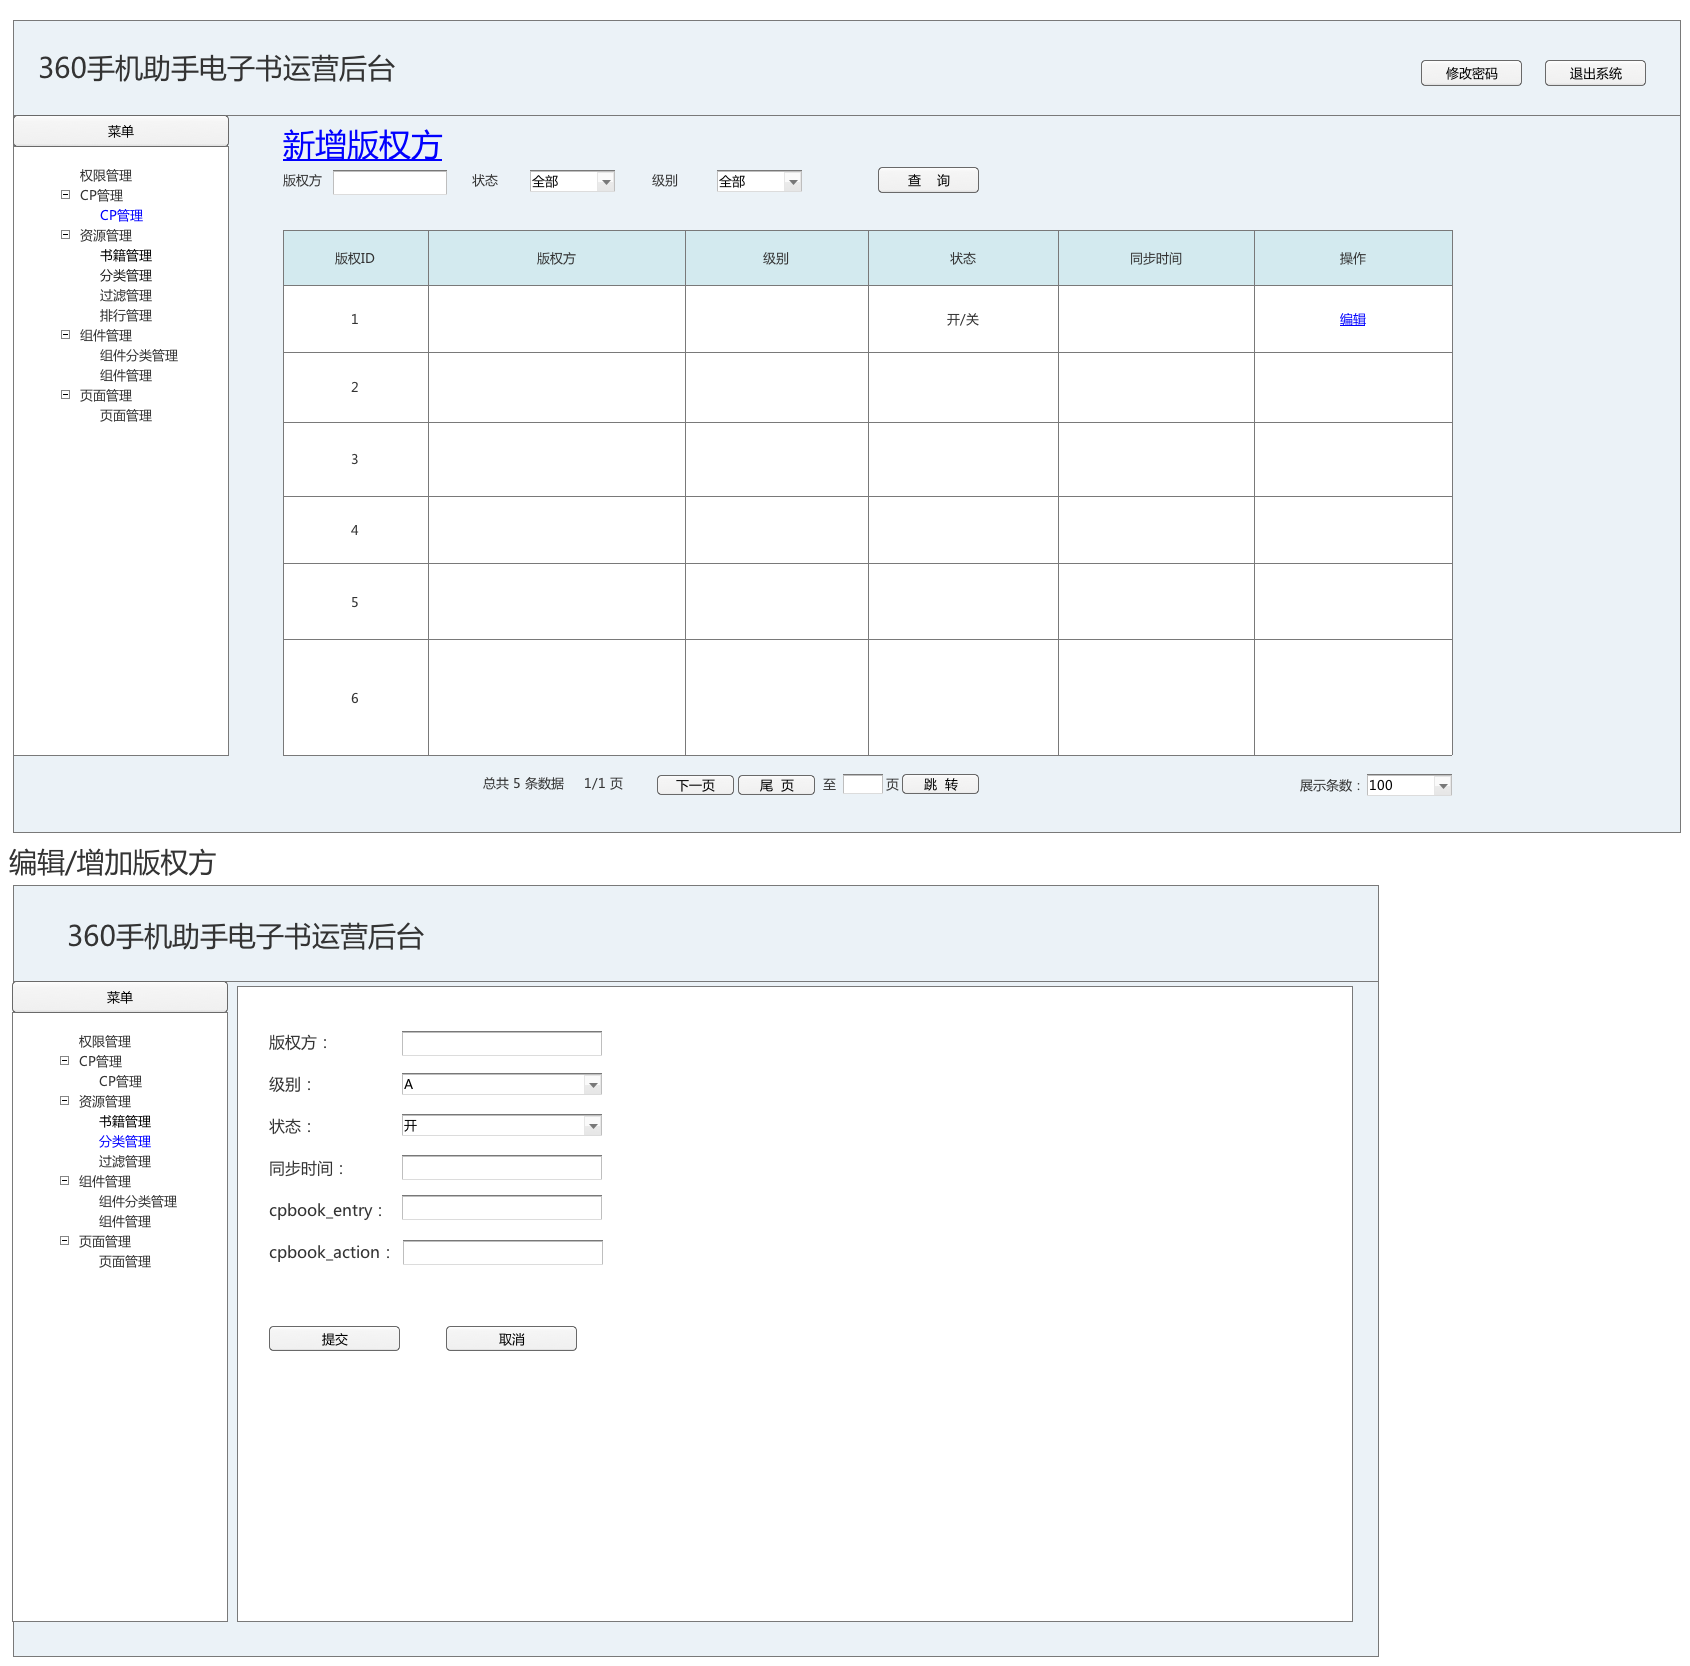 360手机助手电子书运营后台
修改密码 退出系统
菜单
权限管理
CP管理
CP管理
资源管理
书籍管理
分类管理
过滤管理
排行管理
组件管理
组件分类管理
组件管理
页面管理
页面管理
新增版权方
版权方 状态 全部 级别 全部 查 询
版权ID 版权方 级别 状态 同步时间 操作
1 开/关 编辑
2
3
4
5
6
总共 5 条数据 1/1 页 下一页 尾 页 至 页 跳 转 展示条数： 100
编辑/增加版权方
360手机助手电子书运营后台
菜单
权限管理
CP管理
CP管理
资源管理
书籍管理
分类管理
过滤管理
组件管理
组件分类管理
组件管理
页面管理
页面管理
版权方：
级别： A
状态： 开
同步时间：
cpbook_entry：
cpbook_action：
提交 取消